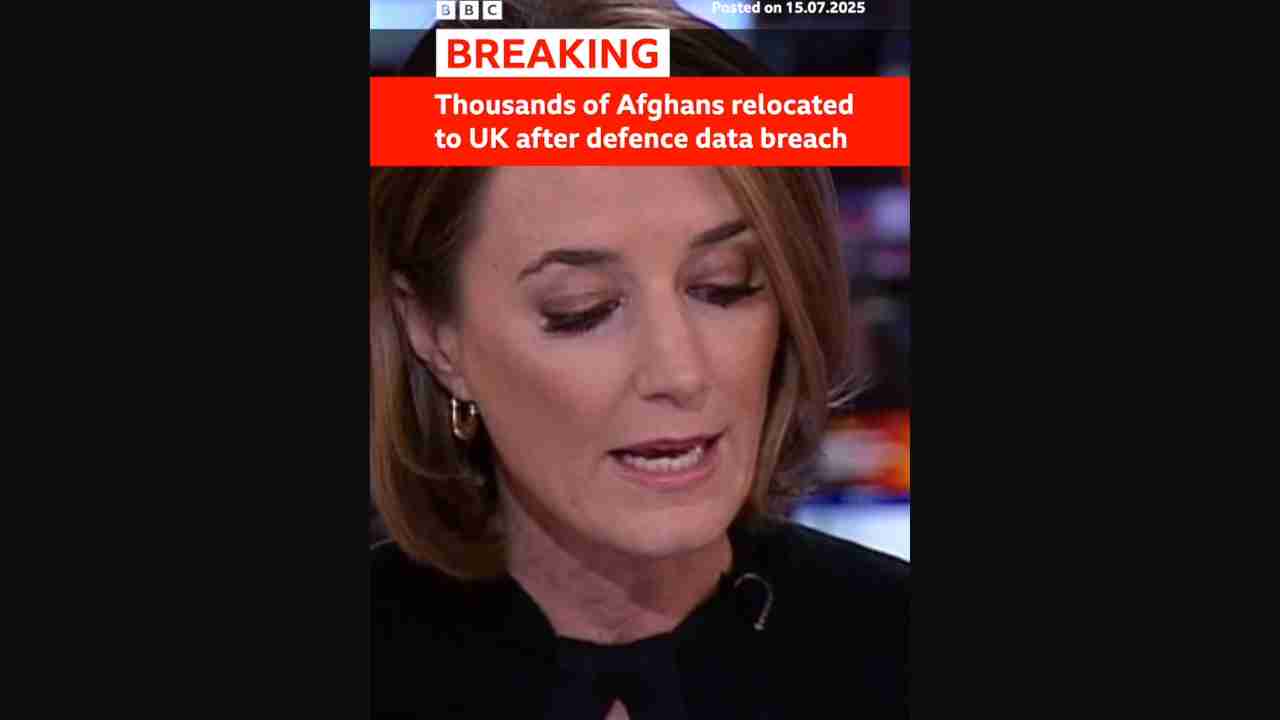 BBC
Posted on 15.07.2025
BREAKING
Thousands of Afghans relocated
to UK after defence data breach